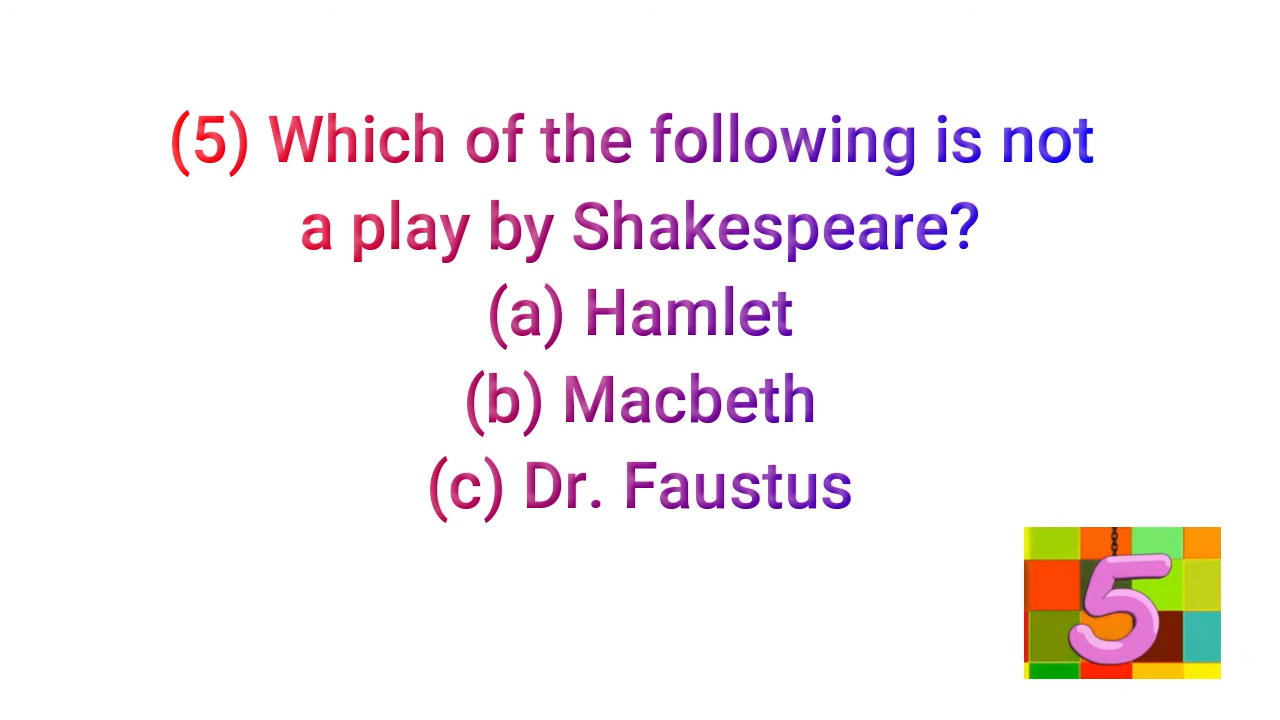 (5) Which of the following is not
a play by Shakespeare?
(a) Hamlet
(b) Macbeth
(c) Dr. Faustus
5